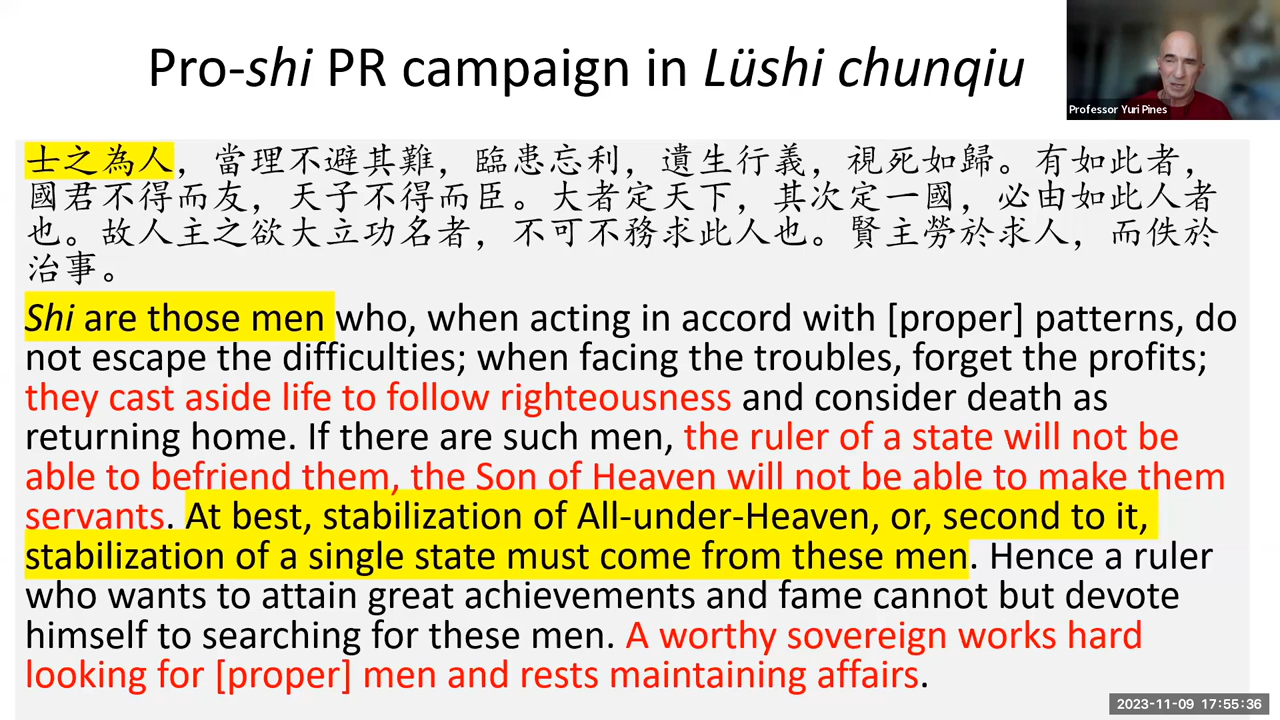 Pro-shi PR campaign in Lüshi chunqiu
Professor Yuri Pines
士之為人，當理不避其難，臨患忘利，遺生行義，視死如歸。有如此者，
國君不得而友，天子不得而臣。大者定天下，其次定一國，必由如此人者
也。故人主之欲大立功名者，不可不務求此人也。賢主勞於求人，而佚於
治事。
Shi are those men who, when acting in accord with [proper] patterns, do
not escape the difficulties; when facing the troubles, forget the profits;
they cast aside life to follow righteousness and consider death as
returning home. If there are such men, the ruler of a state will not be
able to befriend them, the Son of Heaven will not be able to make them
servants. At best, stabilization of All-under-Heaven, or, second to it,
stabilization of a single state must come from these men. Hence a ruler
who wants to attain great achievements and fame cannot but devote
himself to searching for these men. A worthy sovereign works hard
looking for [proper] men and rests maintaining affairs.
2023-11-09 17:55:36